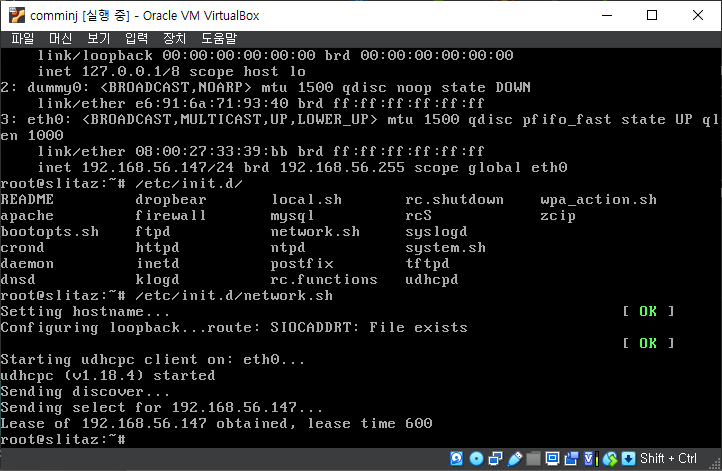 comminj [실행 중] - Oracle VM VirtualBox
파일 머신 보기 입력 장치 도움말
link/loopback 00:00:00:00:00:00 brd 00:00:00:00:00:00
inet 127.0.0.1/8 scope host lo
2: dummy0: <BROADCAST,NOARP> mtu 1500 qdisc noop state DOWN
link/ether e6:91:6a:71:93:40 brd ff:ff:ff:ff:ff:ff
3: eth0: <BROADCAST,MULTICAST,UP,LOWER_UP> mtu 1500 qdisc pfifo_fast state UP ql
en 1000
link/ether 08:00:27:33:39:bb brd ff:ff:ff:ff:ff:ff
inet 192.168.56.147/24 brd 192.168.56.255 scope global eth0
root@slitaz:~# /etc/init.d/
README dropbear local.sh rc.shutdown wpa_action.sh
apache firewall mysql rcS zcip
bootopts.sh ftpd network.sh syslogd
crond httpd ntpd system.sh
daemon inetd postfix tftpd
dnsd klogd rc.functions udhcpd
root@slitaz:~# /etc/init.d/network.sh
Setting hostname... [ OK ]
Configuring loopback...route: SIOCADDRT: File exists
[ OK ]
Starting udhcpc client on: eth0...
udhcpc (v1.18.4) started
Sending discover...
Sending select for 192.168.56.147...
Lease of 192.168.56.147 obtained, lease time 600
root@slitaz:~#
Shift + Ctrl